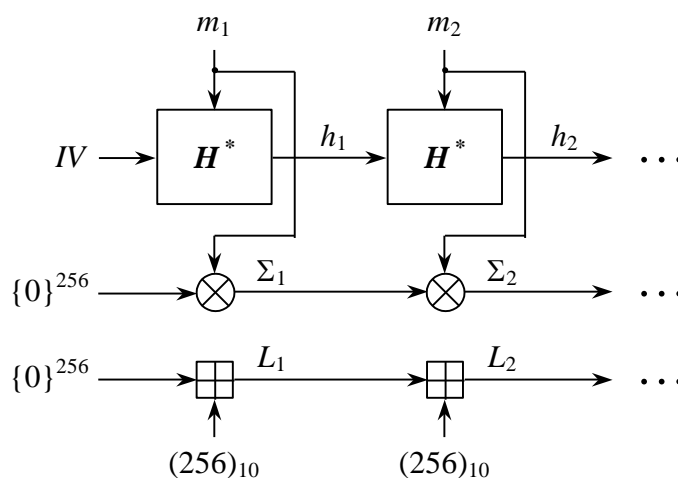 m₁ m₂
IV H* h₁ H* h₂ ...
{0}²⁵⁶ Σ₁ Σ₂ ...
{0}²⁵⁶ L₁ L₂ ...
(256)₁₀ (256)₁₀